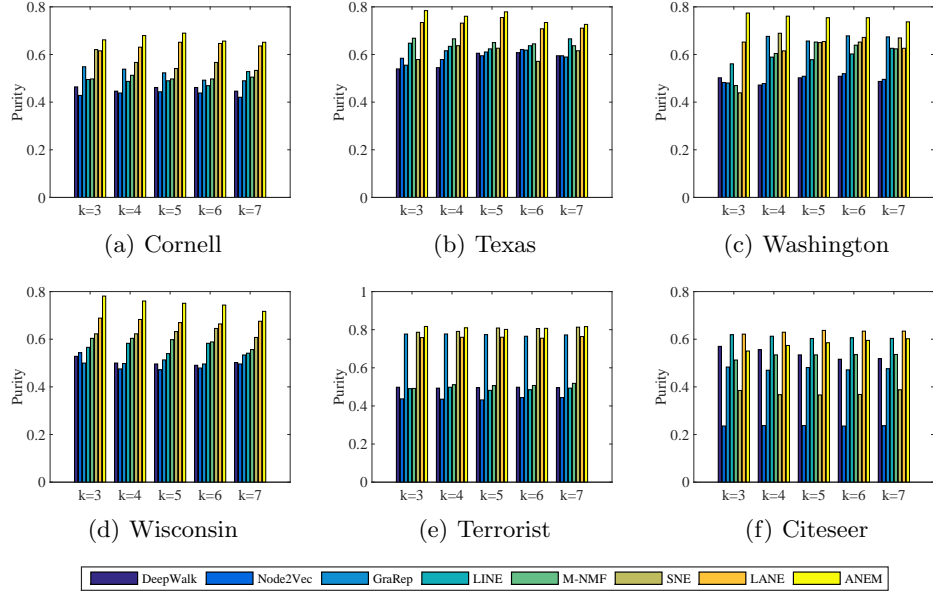 0.8
0.6
0.4
0.2
0
Purity
k=3 k=4 k=5 k=6 k=7
(a) Cornell
0.8
0.6
0.4
0.2
0
Purity
k=3 k=4 k=5 k=6 k=7
(b) Texas
0.8
0.6
0.4
0.2
0
Purity
k=3 k=4 k=5 k=6 k=7
(c) Washington
0.8
0.6
0.4
0.2
0
Purity
k=3 k=4 k=5 k=6 k=7
(d) Wisconsin
1
0.8
0.6
0.4
0.2
0
Purity
k=3 k=4 k=5 k=6 k=7
(e) Terrorist
0.8
0.6
0.4
0.2
0
Purity
k=3 k=4 k=5 k=6 k=7
(f) Citeseer
DeepWalk Node2Vec GraRep LINE M-NMF SNE LANE ANEM